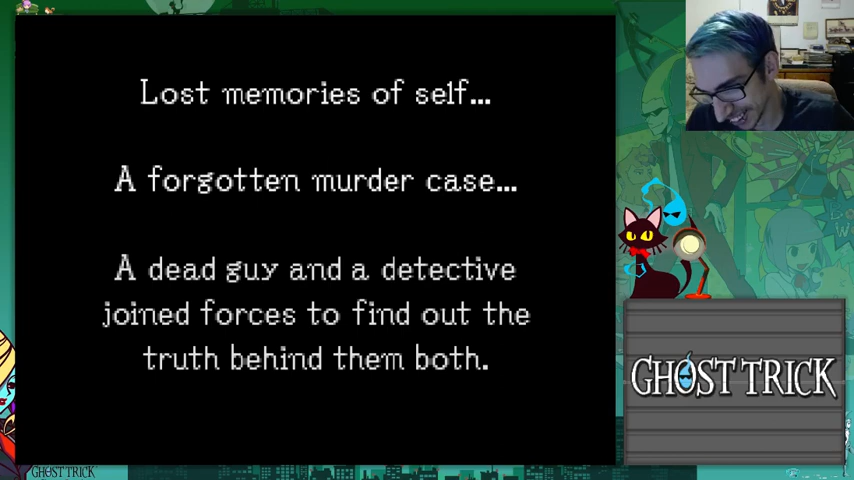 Lost memories of self...
A forgotten murder case...
A dead guy and a detective
joined forces to find out the
truth behind them both.
GHOST TRICK
GHOST TRICK